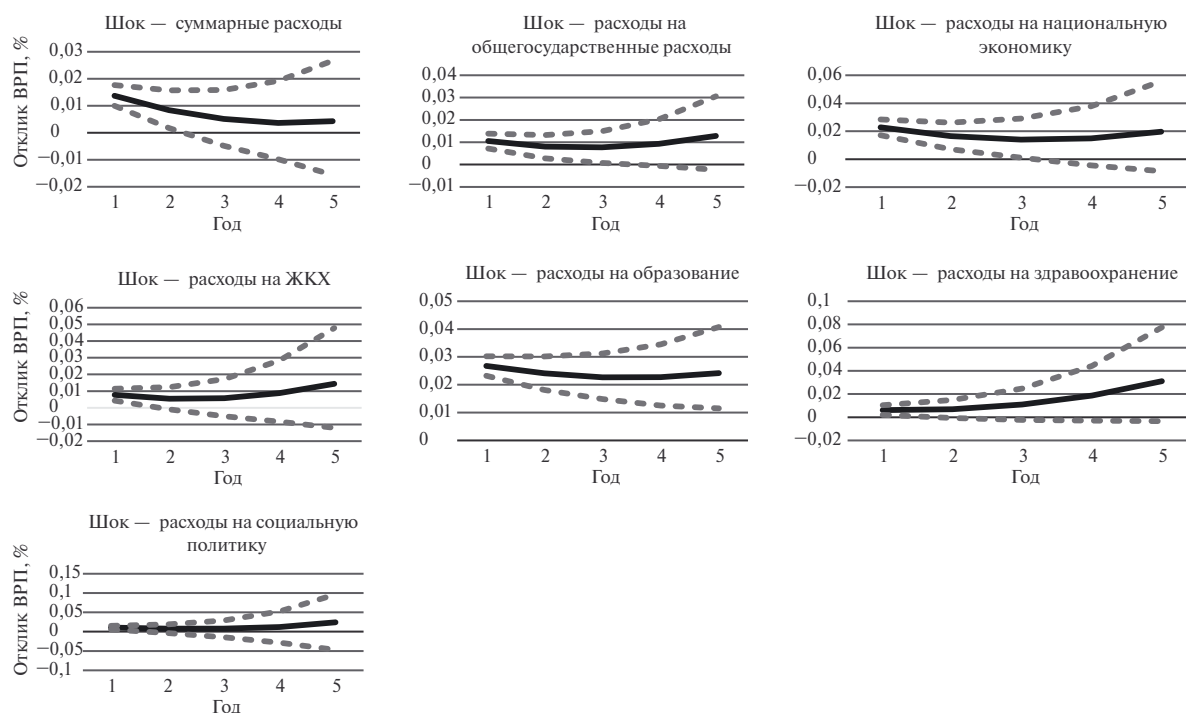 Шок — суммарные расходы
Отклик ВРП, %
0,03
0,02
0,01
0
−0,01
−0,02
1 2 3 4 5
Год
Шок — расходы на
общегосударственные расходы
0,04
0,03
0,02
0,01
0
−0,01
1 2 3 4 5
Год
Шок — расходы на национальную
экономику
0,06
0,04
0,02
0
−0,02
1 2 3 4 5
Год
Шок — расходы на ЖКХ
Отклик ВРП, %
0,06
0,05
0,04
0,03
0,02
0,01
0
−0,01
−0,02
1 2 3 4 5
Год
Шок — расходы на образование
0,05
0,04
0,03
0,02
0,01
0
1 2 3 4 5
Год
Шок — расходы на здравоохранение
0,1
0,08
0,06
0,04
0,02
0
−0,02
1 2 3 4 5
Год
Шок — расходы на социальную
политику
Отклик ВРП, %
0,15
0,1
0,05
0
−0,05
−0,1
1 2 3 4 5
Год